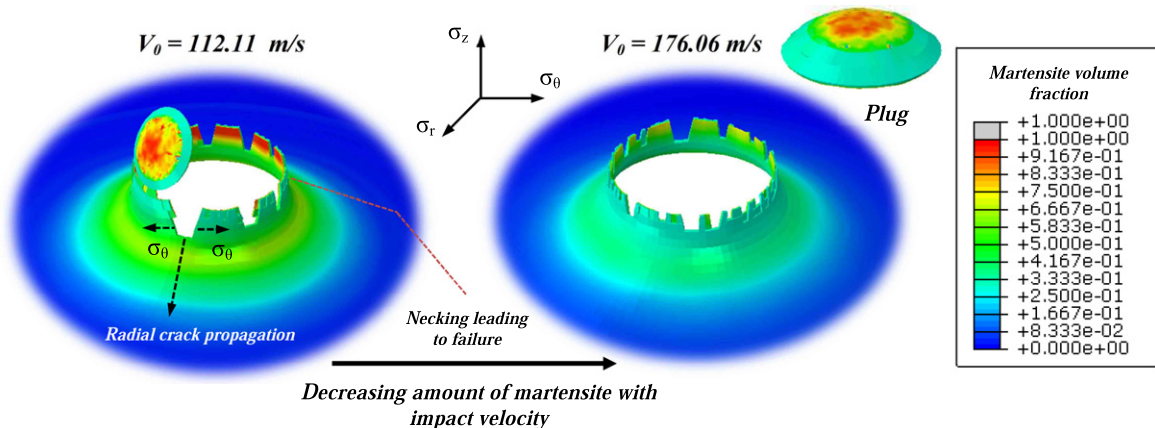 V₀ = 112.11 m/s
σz
σθ
σr
V₀ = 176.06 m/s
Plug
Martensite volume
fraction
+1.000e+00
+1.000e+00
+9.167e-01
+8.333e-01
+7.500e-01
+6.667e-01
+5.833e-01
+5.000e-01
+4.167e-01
+3.333e-01
+2.500e-01
+1.667e-01
+8.333e-02
+0.000e+00
σθ
σθ
Radial crack propagation
Necking leading
to failure
Decreasing amount of martensite with
impact velocity